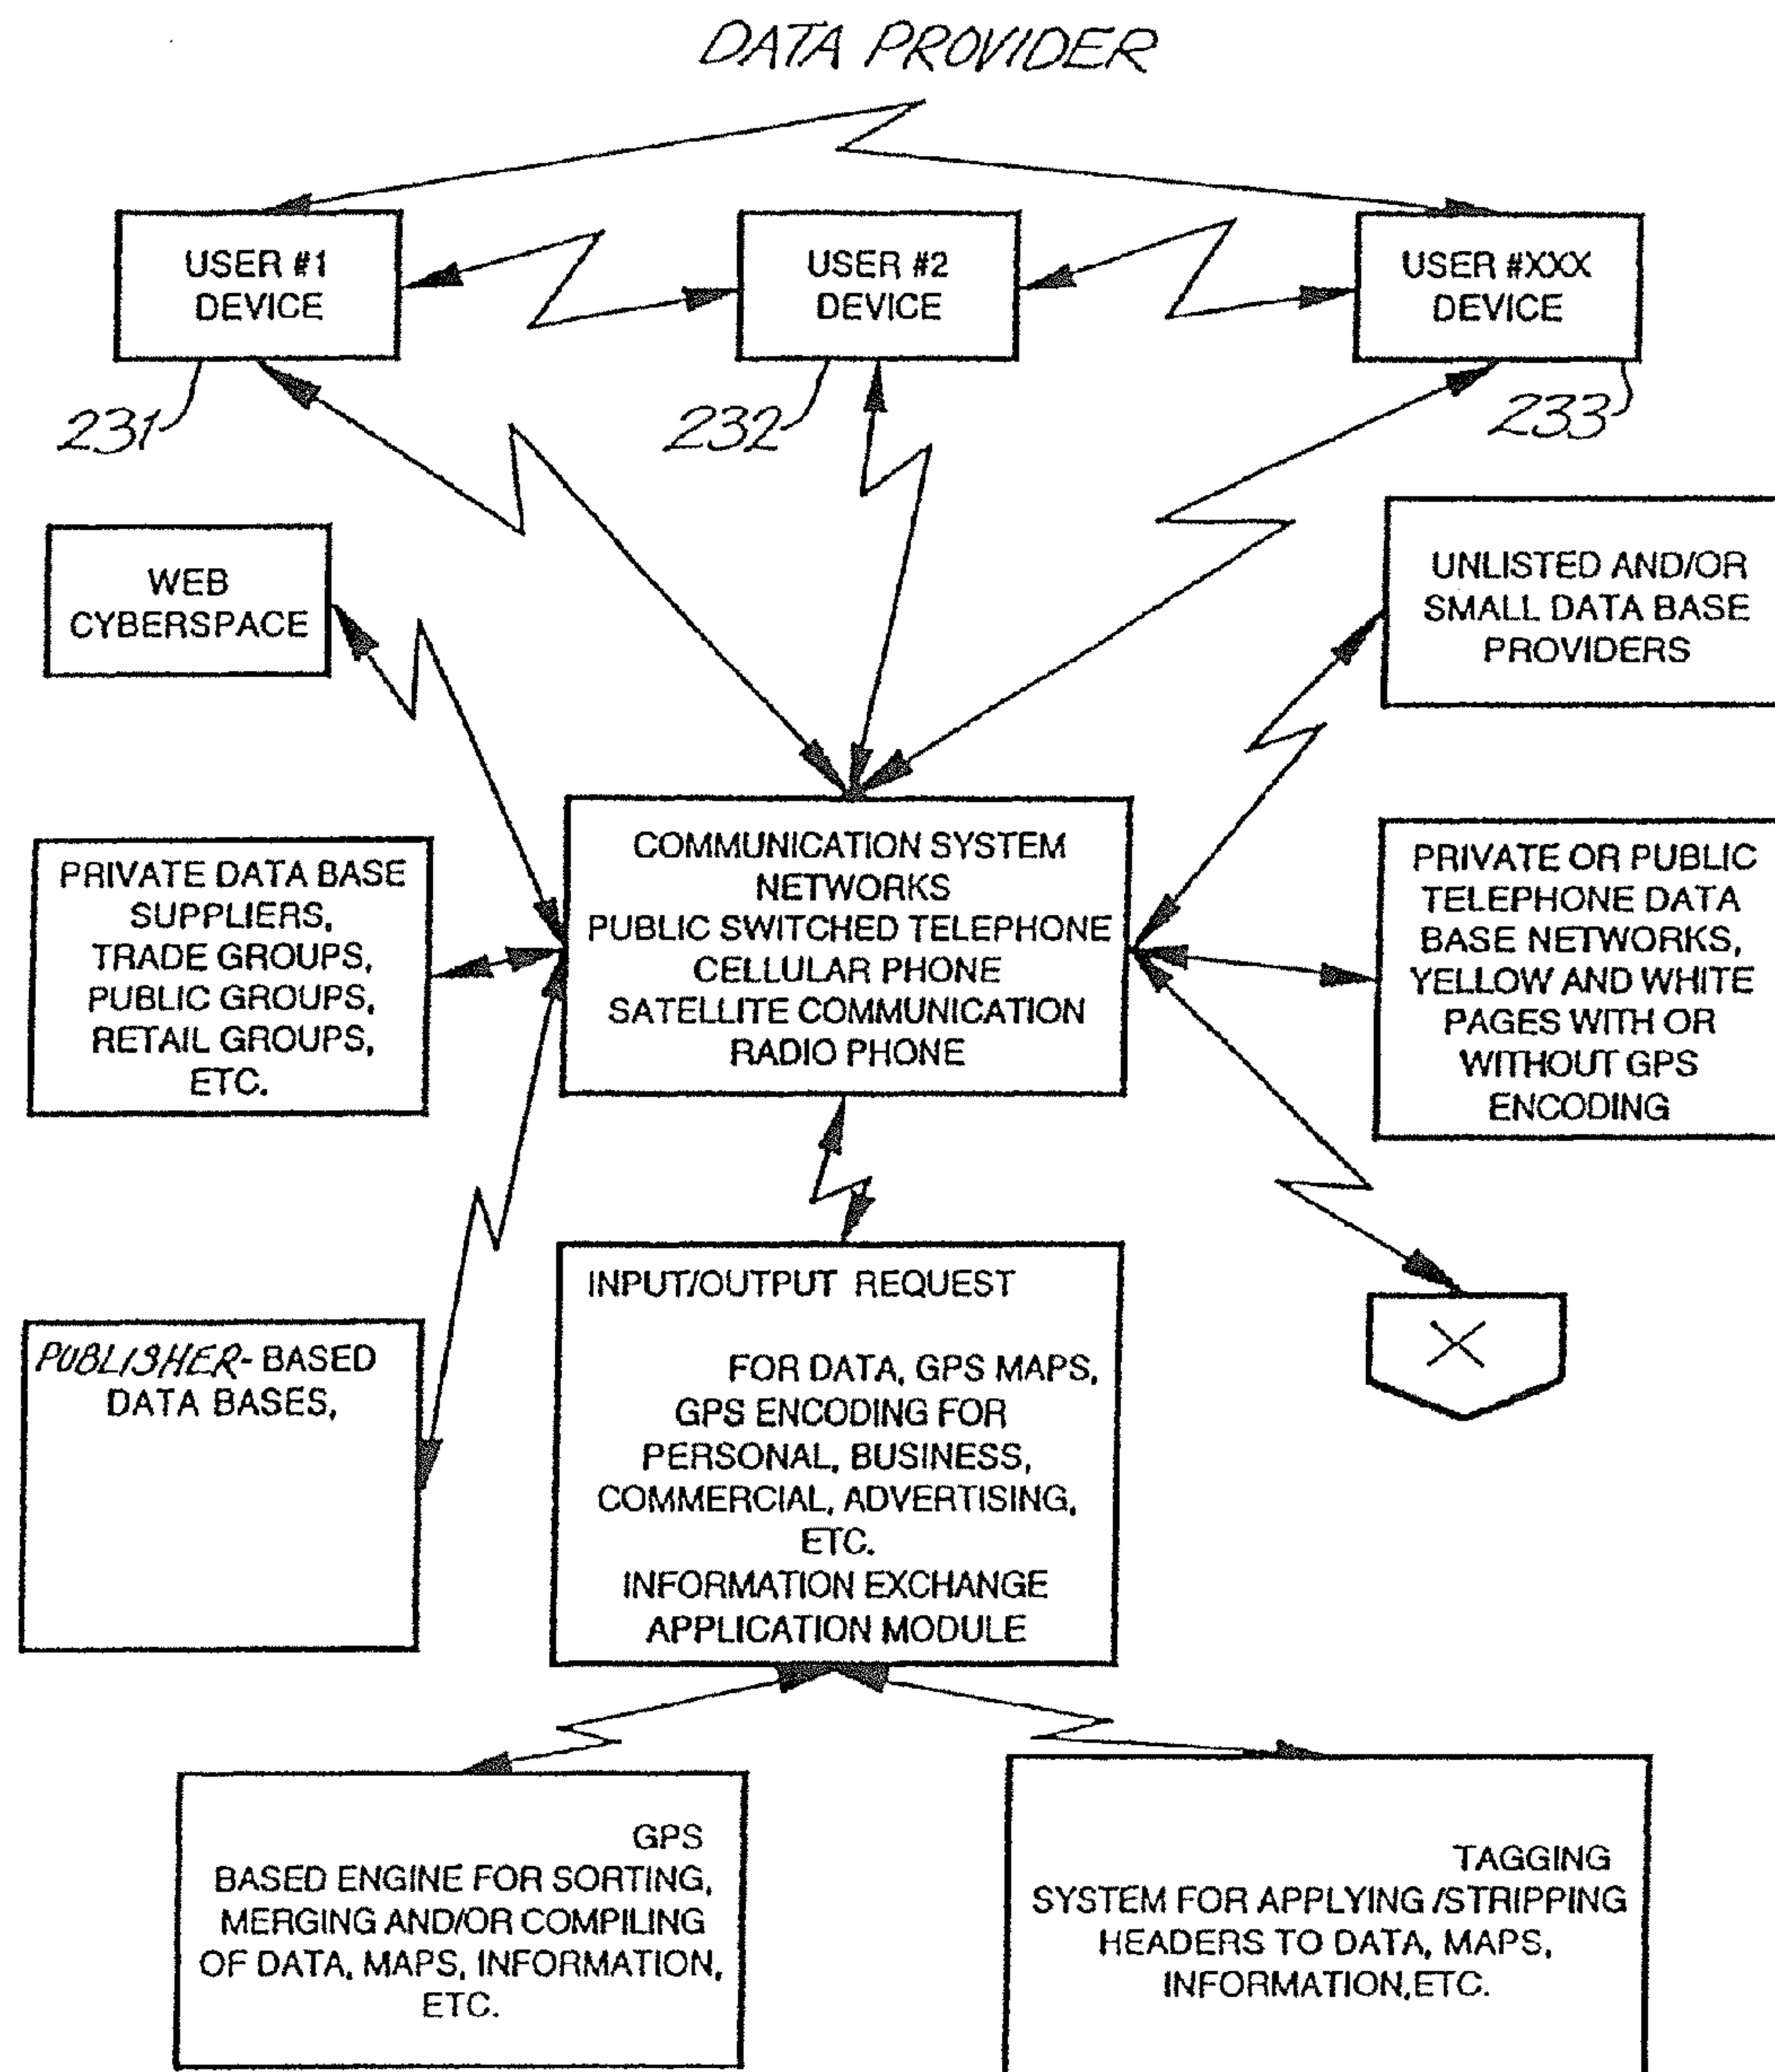 DATA PROVIDER
USER #1
DEVICE
USER #2
DEVICE
USER #XXX
DEVICE
231
232
233
WEB
CYBERSPACE
UNLISTED AND/OR
SMALL DATA BASE
PROVIDERS
PRIVATE DATA BASE
SUPPLIERS,
TRADE GROUPS,
PUBLIC GROUPS,
RETAIL GROUPS,
ETC.
COMMUNICATION SYSTEM
NETWORKS
PUBLIC SWITCHED TELEPHONE
CELLULAR PHONE
SATELLITE COMMUNICATION
RADIO PHONE
PRIVATE OR PUBLIC
TELEPHONE DATA
BASE NETWORKS,
YELLOW AND WHITE
PAGES WITH OR
WITHOUT GPS
ENCODING
PUBLISHER-BASED
DATA BASES,
INPUT/OUTPUT REQUEST
FOR DATA, GPS MAPS,
GPS ENCODING FOR
PERSONAL, BUSINESS,
COMMERCIAL, ADVERTISING,
ETC.
INFORMATION EXCHANGE
APPLICATION MODULE
X
GPS
BASED ENGINE FOR SORTING,
MERGING AND/OR COMPILING
OF DATA, MAPS, INFORMATION,
ETC.
TAGGING
SYSTEM FOR APPLYING /STRIPPING
HEADERS TO DATA, MAPS,
INFORMATION,ETC.